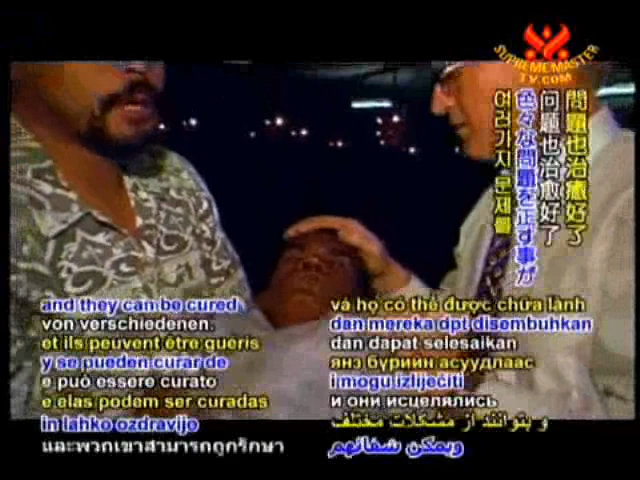 SUPREMEMASTER
TV.COM
問題也治癒好了
问题也治愈好了
色々な問題を正す事が
여러가지 문제를
and they can be cured
von verschiedenen.
et ils peuvent être guéris
y se pueden curar de
e può essere curato
e elas podem ser curadas
in lahko ozdravijo
และพวกเขาสามารถถูกรักษา
và họ có thể được chữa lành
dan mereka dpt disembuhkan
dan dapat selesaikan
янз бүрийн асуудлаас
i mogu izliječiti
и они исцелялись
و بتوانند از مشکلات مختلف
ويمكن شفائهم